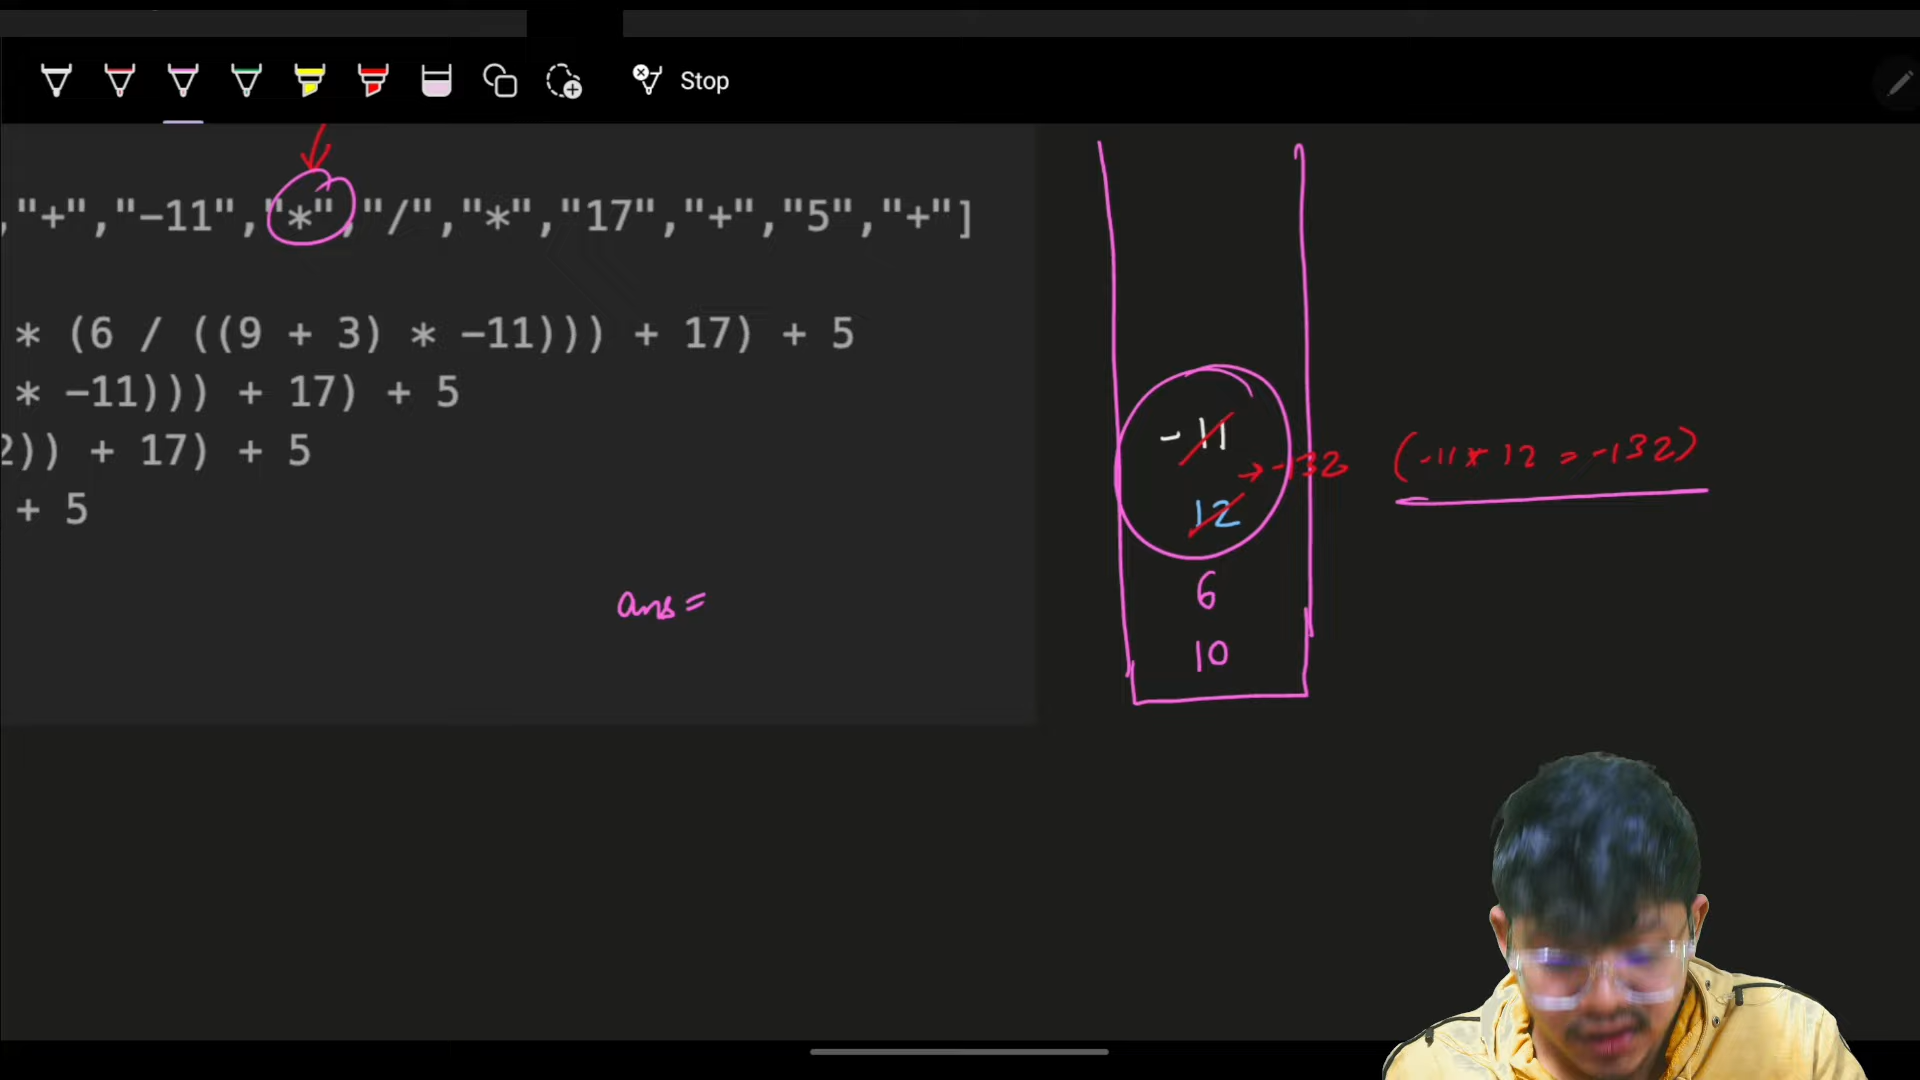 Stop
,"+","-11","*","/","*","17","+","5","+"]
* (6 / ((9 + 3) * -11))) + 17) + 5
* -11))) + 17) + 5
2)) + 17) + 5
+ 5
ans =
-11
→ -132
12
6
10
(-11 * 12 = -132)